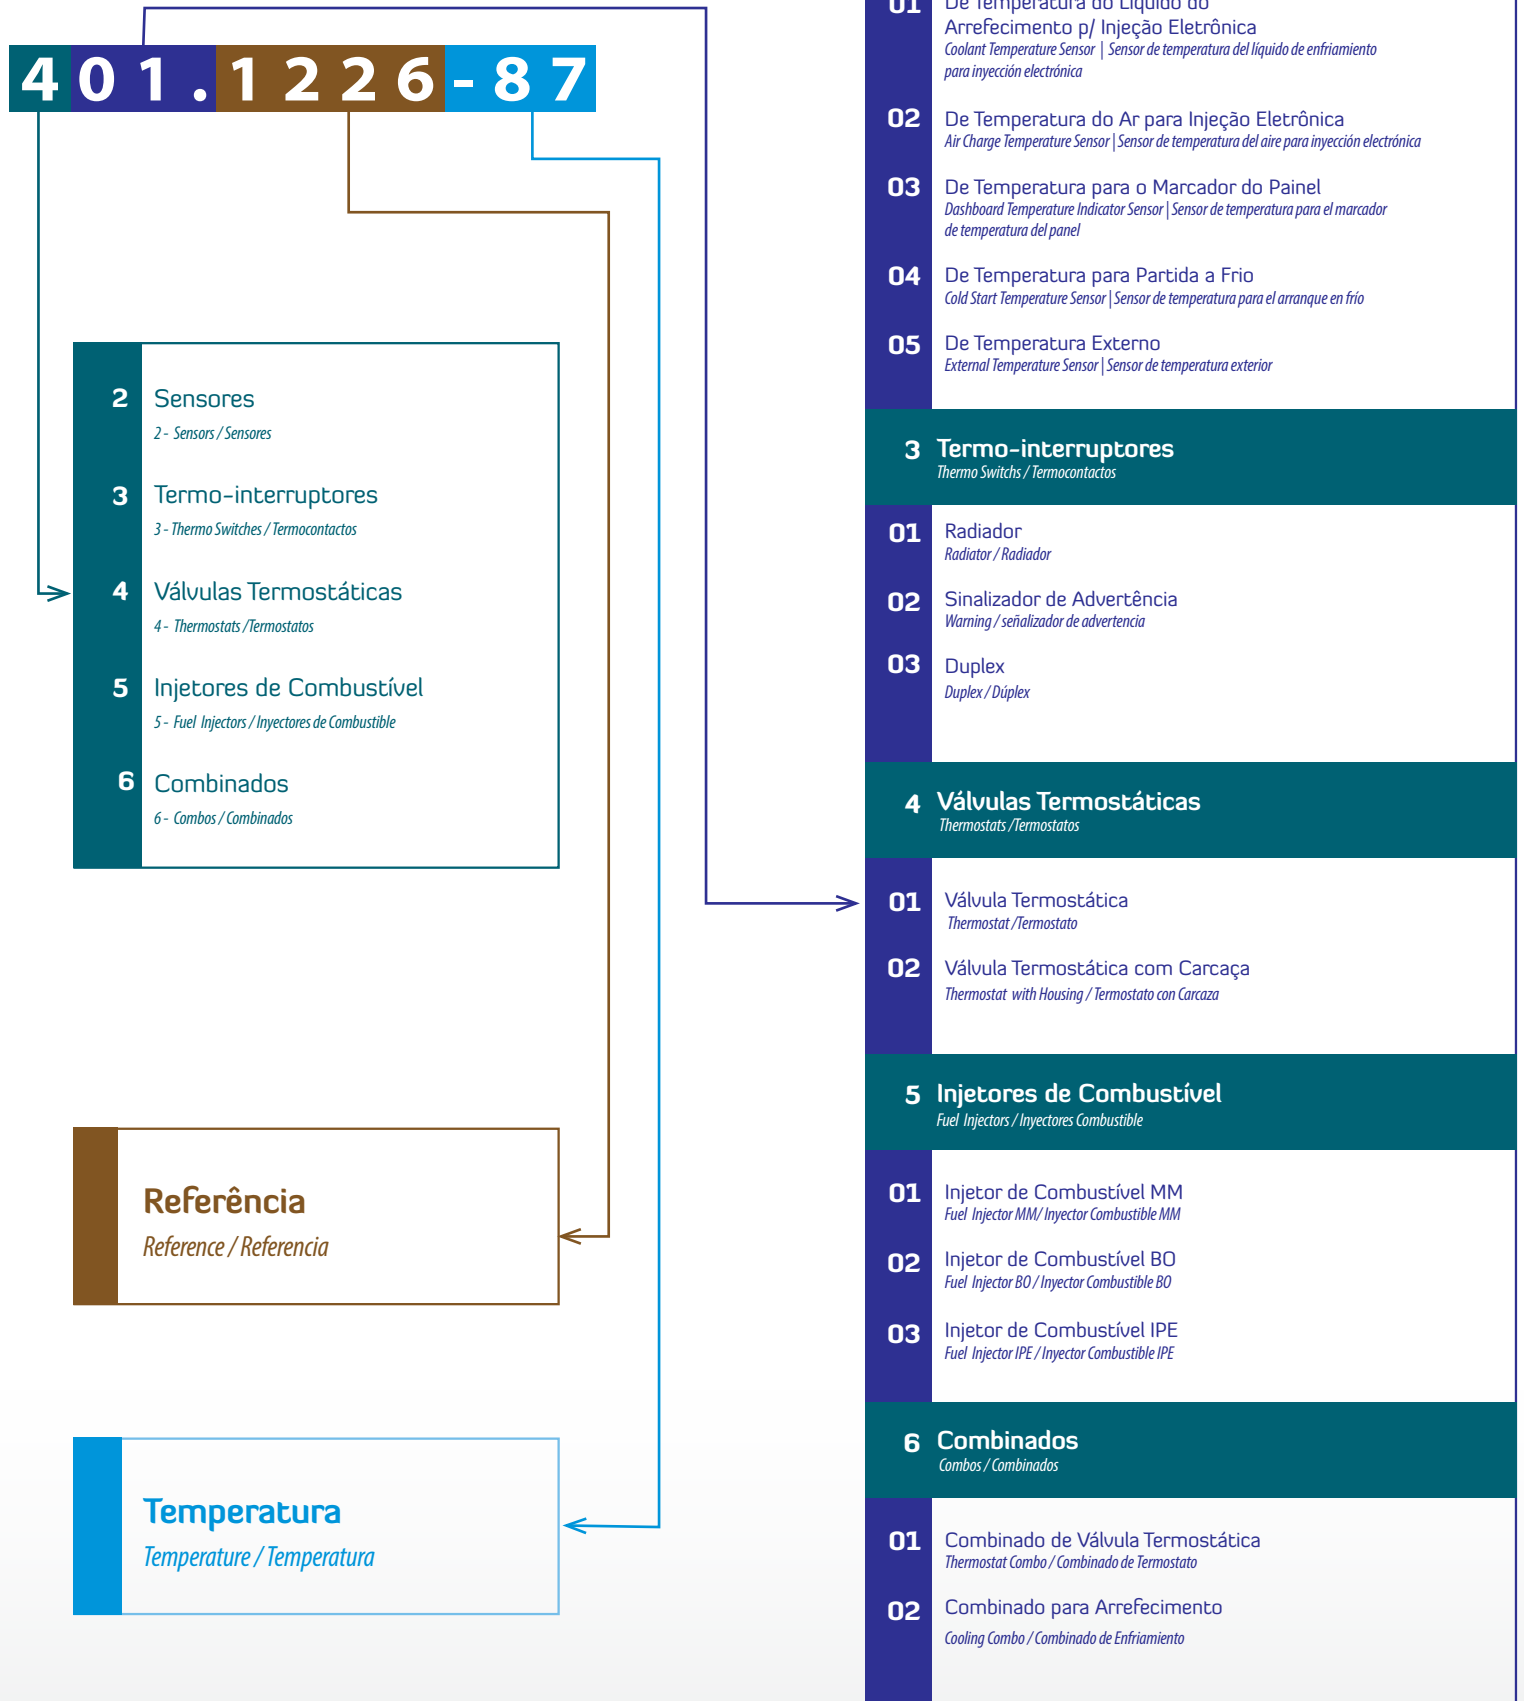 401.1226-87
2 Sensores
2 - Sensors / Sensores
3 Termo-interruptores
3 - Thermo Switches / Termocontactos
4 Válvulas Termostáticas
4 - Thermostats /Termostatos
5 Injetores de Combustível
5 - Fuel Injectors / Inyectores de Combustible
6 Combinados
6 - Combos / Combinados
Referência
Reference / Referencia
Temperatura
Temperature / Temperatura
01 De Temperatura do Líquido do
Arrefecimento p/ Injeção Eletrônica
Coolant Temperature Sensor | Sensor de temperatura del líquido de enfriamiento
para inyección electrónica
02 De Temperatura do Ar para Injeção Eletrônica
Air Charge Temperature Sensor | Sensor de temperatura del aire para inyección electrónica
03 De Temperatura para o Marcador do Painel
Dashboard Temperature Indicator Sensor | Sensor de temperatura para el marcador
de temperatura del panel
04 De Temperatura para Partida a Frio
Cold Start Temperature Sensor | Sensor de temperatura para el arranque en frío
05 De Temperatura Externo
External Temperature Sensor | Sensor de temperatura exterior
3 Termo-interruptores
Thermo Switchs / Termocontactos
01 Radiador
Radiator / Radiador
02 Sinalizador de Advertência
Warning / señalizador de advertencia
03 Duplex
Duplex / Dúplex
4 Válvulas Termostáticas
Thermostats /Termostatos
01 Válvula Termostática
Thermostat /Termostato
02 Válvula Termostática com Carcaça
Thermostat with Housing / Termostato con Carcaza
5 Injetores de Combustível
Fuel Injectors / Inyectores Combustible
01 Injetor de Combustível MM
Fuel Injector MM/ Inyector Combustible MM
02 Injetor de Combustível BO
Fuel Injector BO / Inyector Combustible BO
03 Injetor de Combustível IPE
Fuel Injector IPE / Inyector Combustible IPE
6 Combinados
Combos / Combinados
01 Combinado de Válvula Termostática
Thermostat Combo / Combinado de Termostato
02 Combinado para Arrefecimento
Cooling Combo / Combinado de Enfriamiento